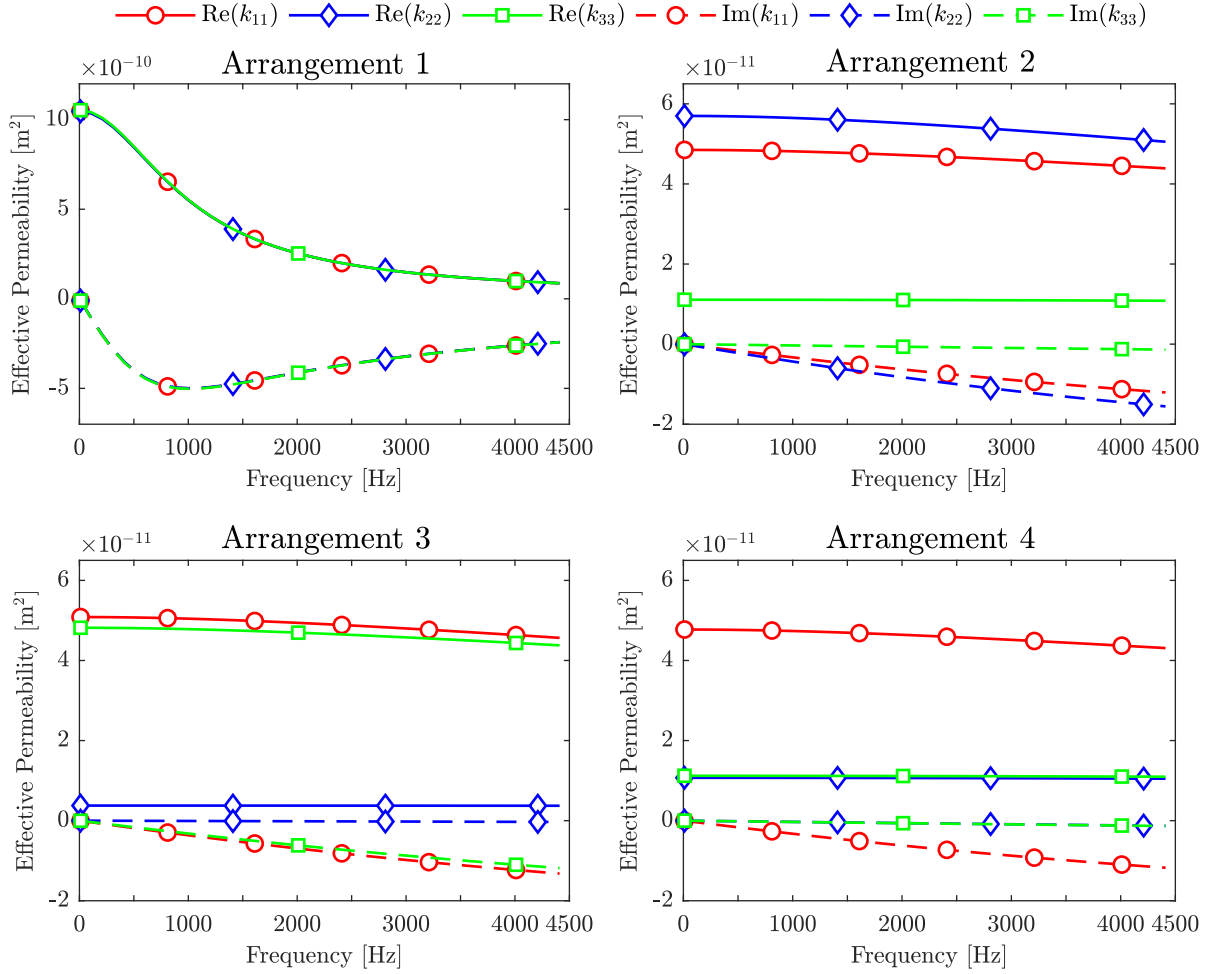 Re(k₁₁) Re(k₂₂) Re(k₃₃) Im(k₁₁) Im(k₂₂) Im(k₃₃)
Arrangement 1
×10⁻¹⁰
Effective Permeability [m²]
10
5
0
-5
0 1000 2000 3000 4000 4500
Frequency [Hz]
Arrangement 2
×10⁻¹¹
Effective Permeability [m²]
6
4
2
0
-2
0 1000 2000 3000 4000 4500
Frequency [Hz]
Arrangement 3
×10⁻¹¹
Effective Permeability [m²]
6
4
2
0
-2
0 1000 2000 3000 4000 4500
Frequency [Hz]
Arrangement 4
×10⁻¹¹
Effective Permeability [m²]
6
4
2
0
-2
0 1000 2000 3000 4000 4500
Frequency [Hz]